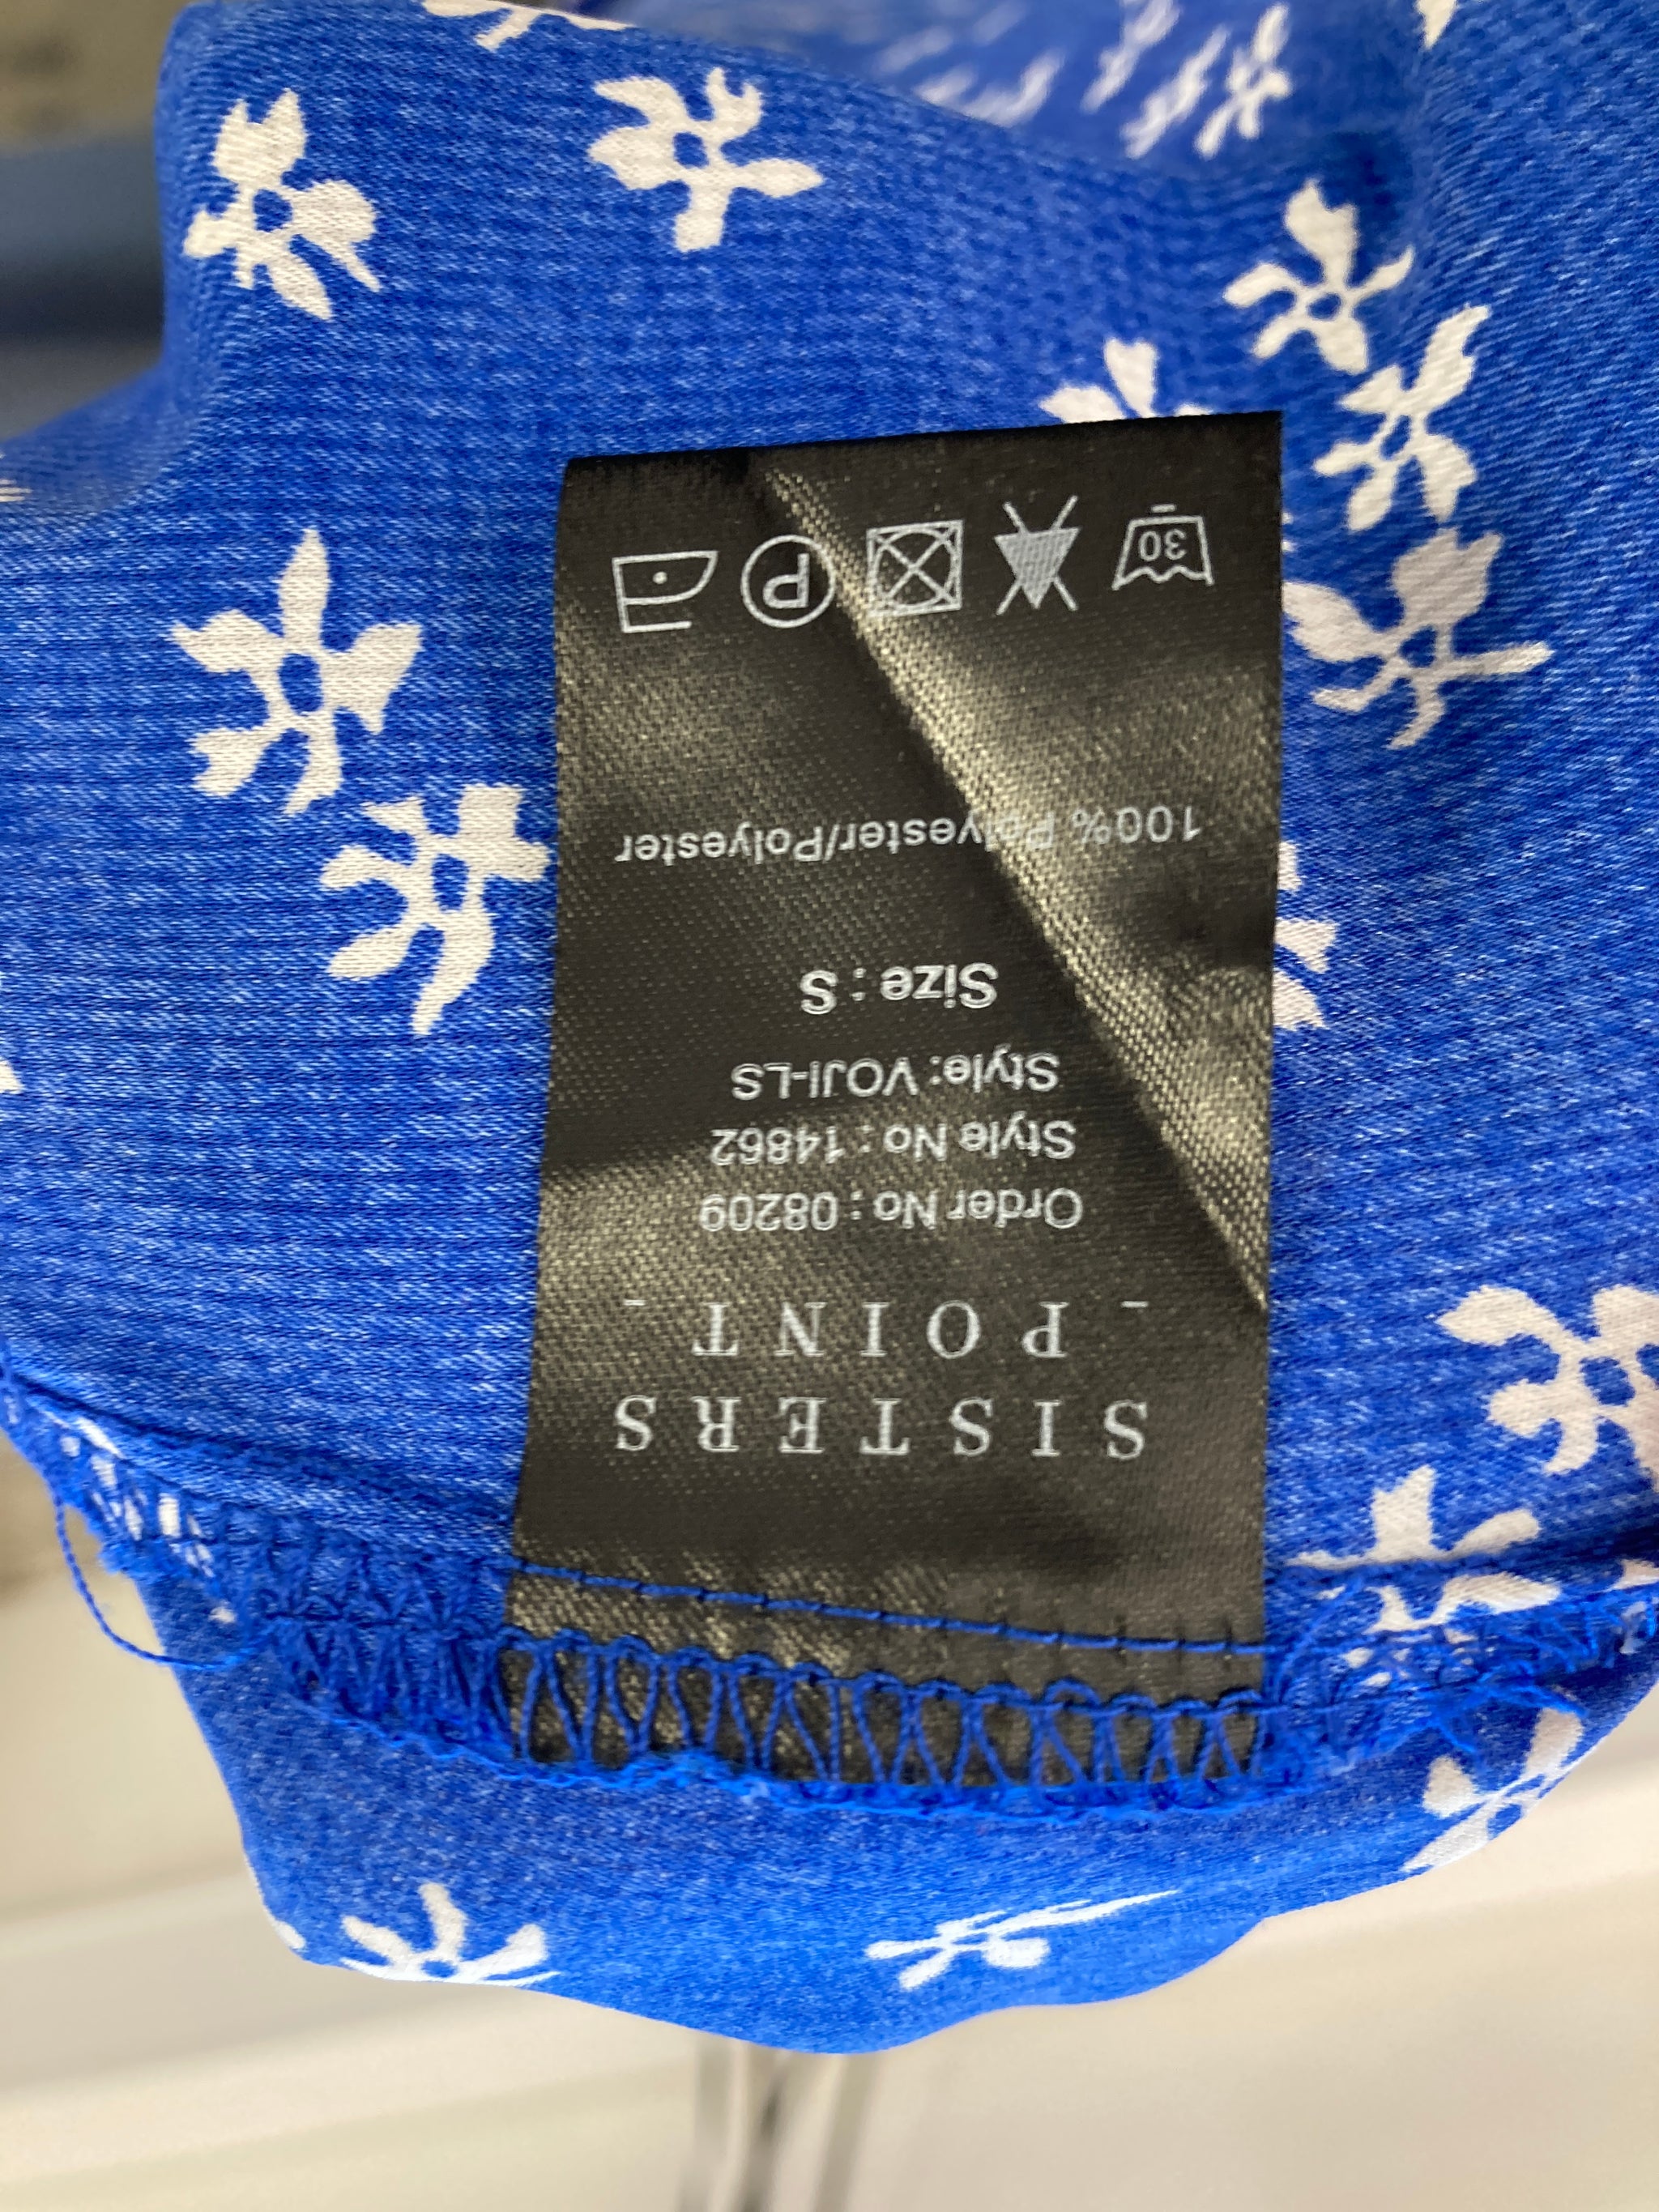 SISTERS
- POINT -
Order No : 08209
Style No : 14862
Style: VOJI-LS
Size : S
100% Polyester/Polyester
30
P